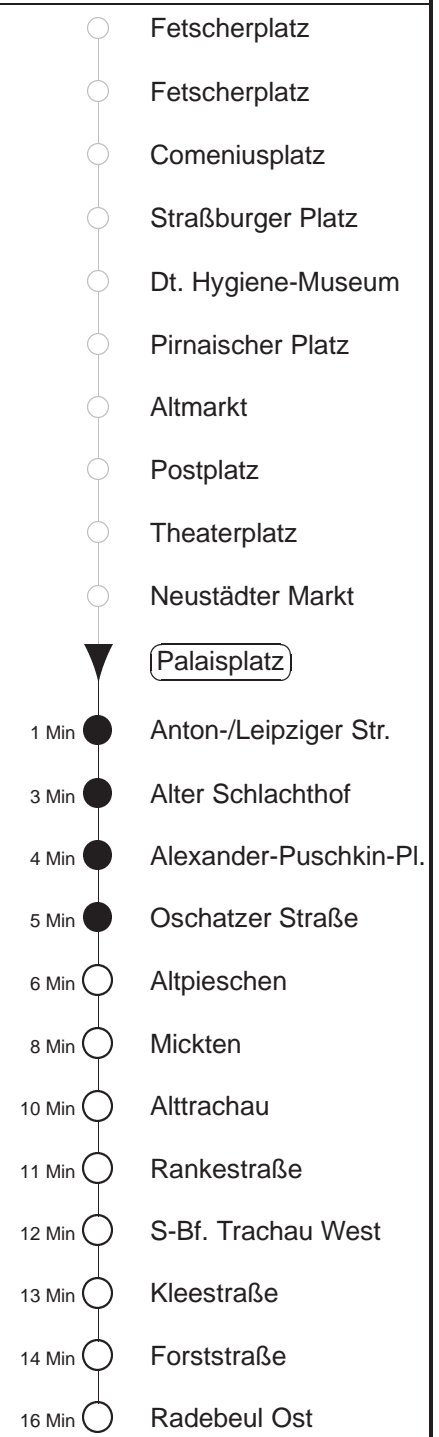 Fetscherplatz
Fetscherplatz
Comeniusplatz
Straßburger Platz
Dt. Hygiene-Museum
Pirnaischer Platz
Altmarkt
Postplatz
Theaterplatz
Neustädter Markt
Palaisplatz
1 Min Anton-/Leipziger Str.
3 Min Alter Schlachthof
4 Min Alexander-Puschkin-Pl.
5 Min Oschatzer Straße
6 Min Altpieschen
8 Min Mickten
10 Min Alttrachau
11 Min Rankestraße
12 Min S-Bf. Trachau West
13 Min Kleestraße
14 Min Forststraße
16 Min Radebeul Ost